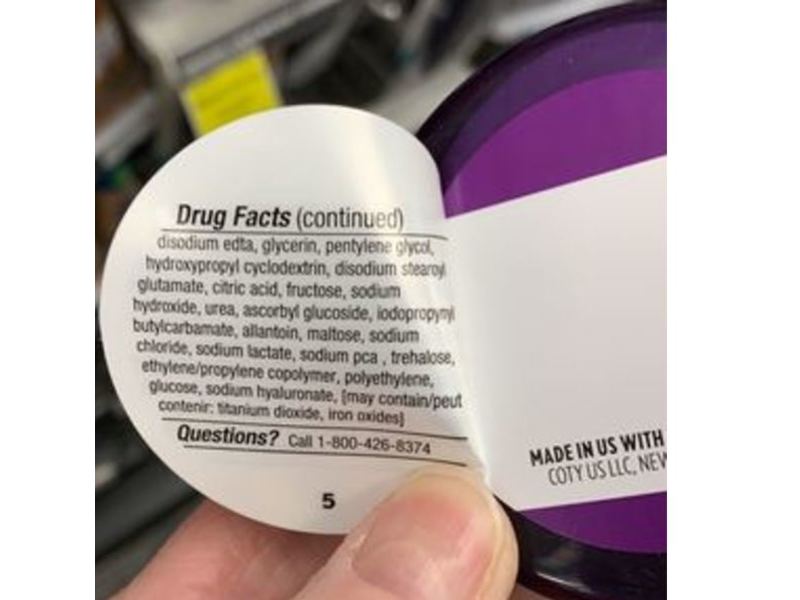 Drug Facts (continued)
disodium edta, glycerin, pentylene glycol,
hydroxypropyl cyclodextrin, disodium stearoyl
glutamate, citric acid, fructose, sodium
hydroxide, urea, ascorbyl glucoside, iodopropynyl
butylcarbamate, allantoin, maltose, sodium
chloride, sodium lactate, sodium pca , trehalose,
ethylene/propylene copolymer, polyethylene,
glucose, sodium hyaluronate, [may contain/peut
contenir: titanium dioxide, iron oxides]
Questions? Call 1-800-426-8374
5
MADE IN US WITH
COTY US LLC, NEW